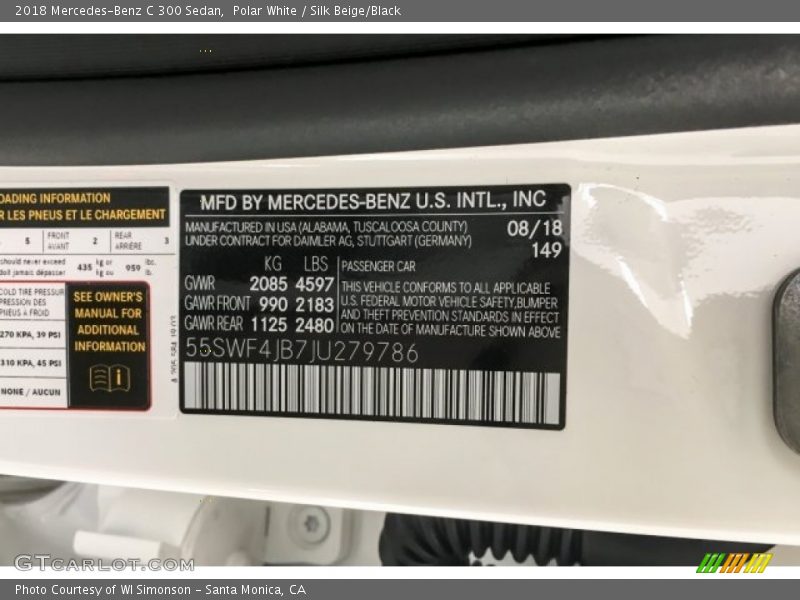 2018 Mercedes-Benz C 300 Sedan,  Polar White / Silk Beige/Black
OADING INFORMATION
R LES PNEUS ET LE CHARGEMENT
5 FRONT AVANT 2 REAR ARRIÈRE 3
should never exceed
doit jamais dépasser 435 kg or kg ou 959 lbs. lb.
COLD TIRE PRESSUR
PRESSION DES
PNEUS À FROID
270 KPA, 39 PSI
310 KPA, 45 PSI
NONE / AUCUN
SEE OWNER'S
MANUAL FOR
ADDITIONAL
INFORMATION
MFD BY MERCEDES-BENZ U.S. INTL., INC
MANUFACTURED IN USA (ALABAMA, TUSCALOOSA COUNTY) 08/18
UNDER CONTRACT FOR DAIMLER AG, STUTTGART (GERMANY) 149
KG LBS
GVWR 2085 4597
GAWR FRONT 990 2183
GAWR REAR 1125 2480
PASSENGER CAR
THIS VEHICLE CONFORMS TO ALL APPLICABLE
U.S. FEDERAL MOTOR VEHICLE SAFETY,BUMPER
AND THEFT PREVENTION STANDARDS IN EFFECT
ON THE DATE OF MANUFACTURE SHOWN ABOVE
55SWF4JB7JU279786
GTCARLOT.COM
Photo Courtesy of WI Simonson - Santa Monica, CA